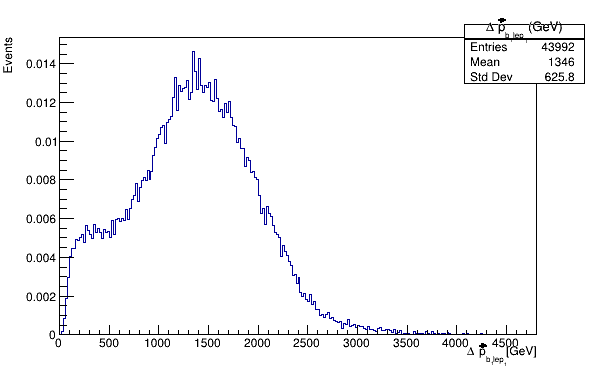 Δ p⃗ b,lep₁ (GeV)
Entries 43992
Mean 1346
Std Dev 625.8
Events
0.014
0.012
0.01
0.008
0.006
0.004
0.002
0
0 500 1000 1500 2000 2500 3000 3500 4000 4500
Δ p⃗ b,lep₁ [GeV]